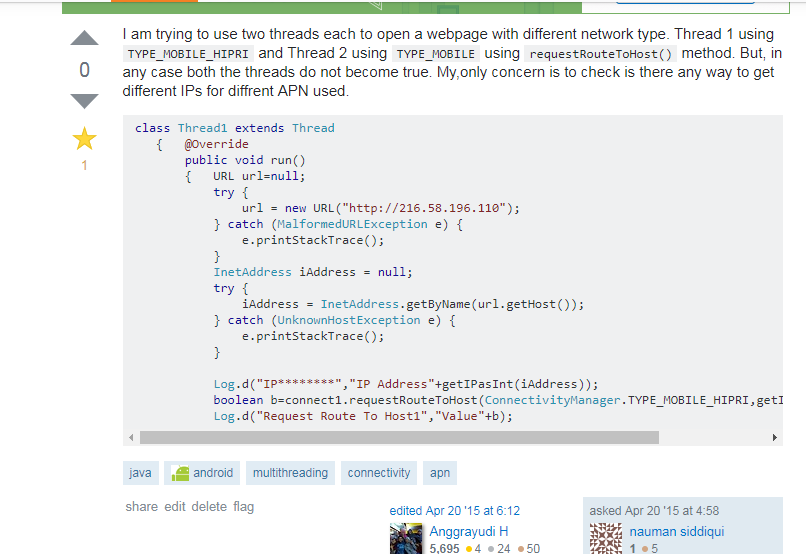 I am trying to use two threads each to open a webpage with different network type. Thread 1 using
TYPE_MOBILE_HIPRI and Thread 2 using TYPE_MOBILE using requestRouteToHost() method. But, in
any case both the threads do not become true. My,only concern is to check is there any way to get
different IPs for diffrent APN used.
0
1
class Thread1 extends Thread
{ @Override
public void run()
{ URL url=null;
try {
url = new URL("http://216.58.196.110");
} catch (MalformedURLException e) {
e.printStackTrace();
}
InetAddress iAddress = null;
try {
iAddress = InetAddress.getByName(url.getHost());
} catch (UnknownHostException e) {
e.printStackTrace();
}
Log.d("IP********","IP Address"+getIPasInt(iAddress));
boolean b=connect1.requestRouteToHost(ConnectivityManager.TYPE_MOBILE_HIPRI,getI
Log.d("Request Route To Host1","Value"+b);
java android multithreading connectivity apn
share edit delete flag
edited Apr 20 '15 at 6:12
Anggrayudi H
5,695 4 24 50
asked Apr 20 '15 at 4:58
nauman siddiqui
1 5